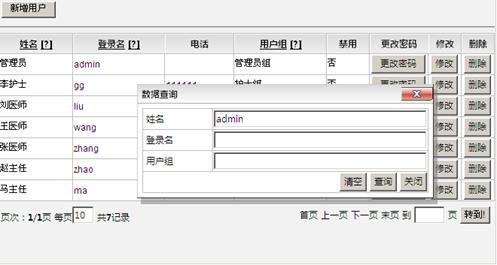 新增用户
姓名 [?] 登录名 [?] 电话 用户组 [?] 禁用 更改密码 修改 删除
管理员 admin 管理员组 否 更改密码 修改 删除
李护士 gg 护士组 否 更改密码 修改 删除
数据查询
刘医师 liu 修改 删除
姓名 admin
王医师 wang 修改 删除
登录名
张医师 zhang 修改 删除
用户组
赵主任 zhao 修改 删除
清空 查询 关闭
马主任 ma 修改 删除
页次：1/1页 每页 10 共7记录 首页 上一页 下一页 末页 到 页 转到!